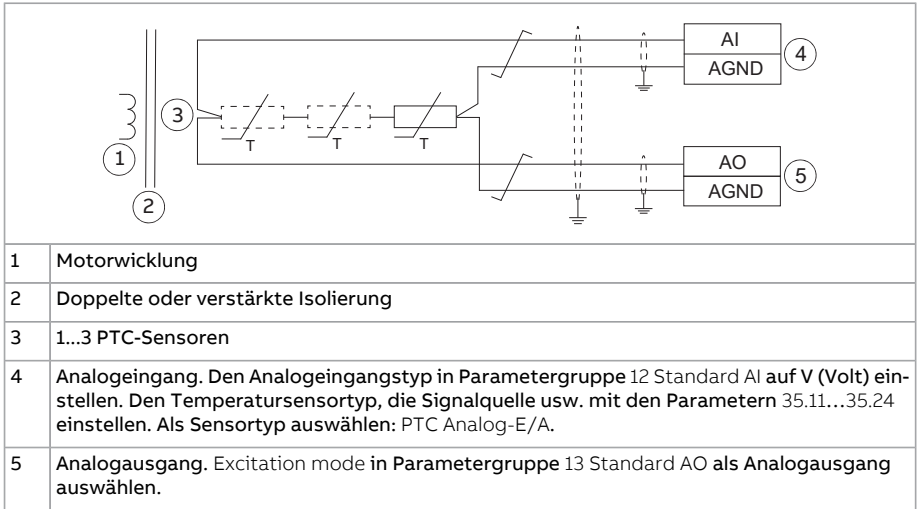 AI
AGND
4
3
T
T
T
1
AO
AGND
5
2
1 Motorwicklung
2 Doppelte oder verstärkte Isolierung
3 1...3 PTC-Sensoren
4 Analogeingang. Den Analogeingangstyp in Parametergruppe 12 Standard AI auf V (Volt) ein-
stellen. Den Temperatursensortyp, die Signalquelle usw. mit den Parametern 35.11…35.24
einstellen. Als Sensortyp auswählen: PTC Analog-E/A.
5 Analogausgang. Excitation mode in Parametergruppe 13 Standard AO als Analogausgang
auswählen.